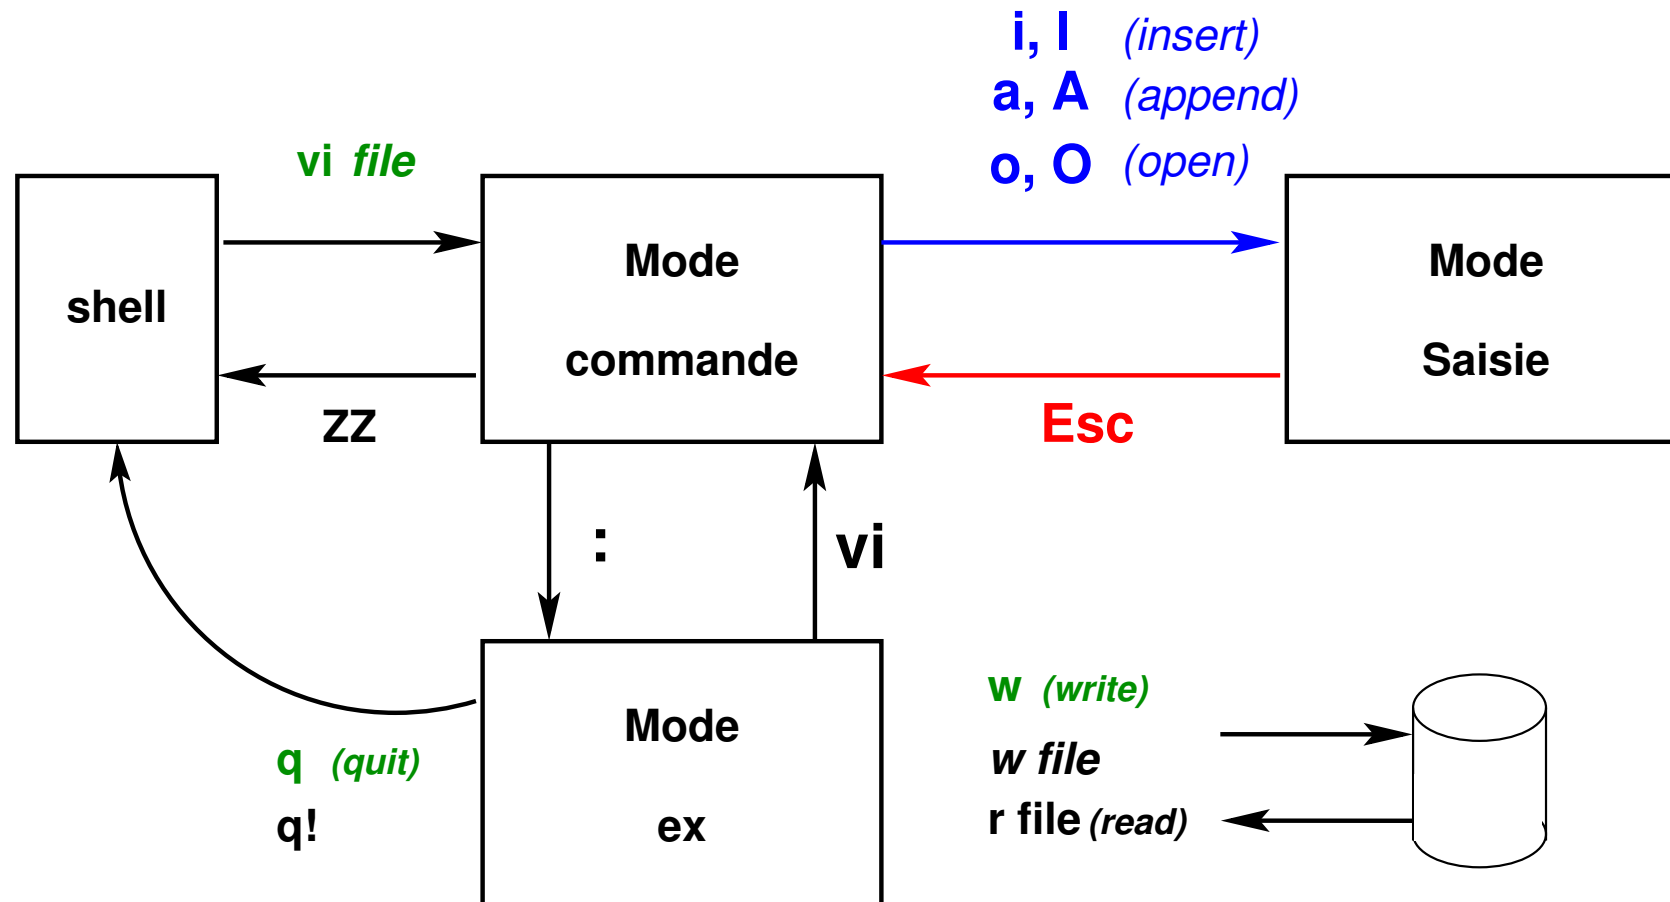 i, I (insert)
a, A (append)
o, O (open)
vi file
shell
Mode
commande
Mode
Saisie
ZZ
Esc
:
vi
Mode
ex
q (quit)
q!
w (write)
w file
r file (read)